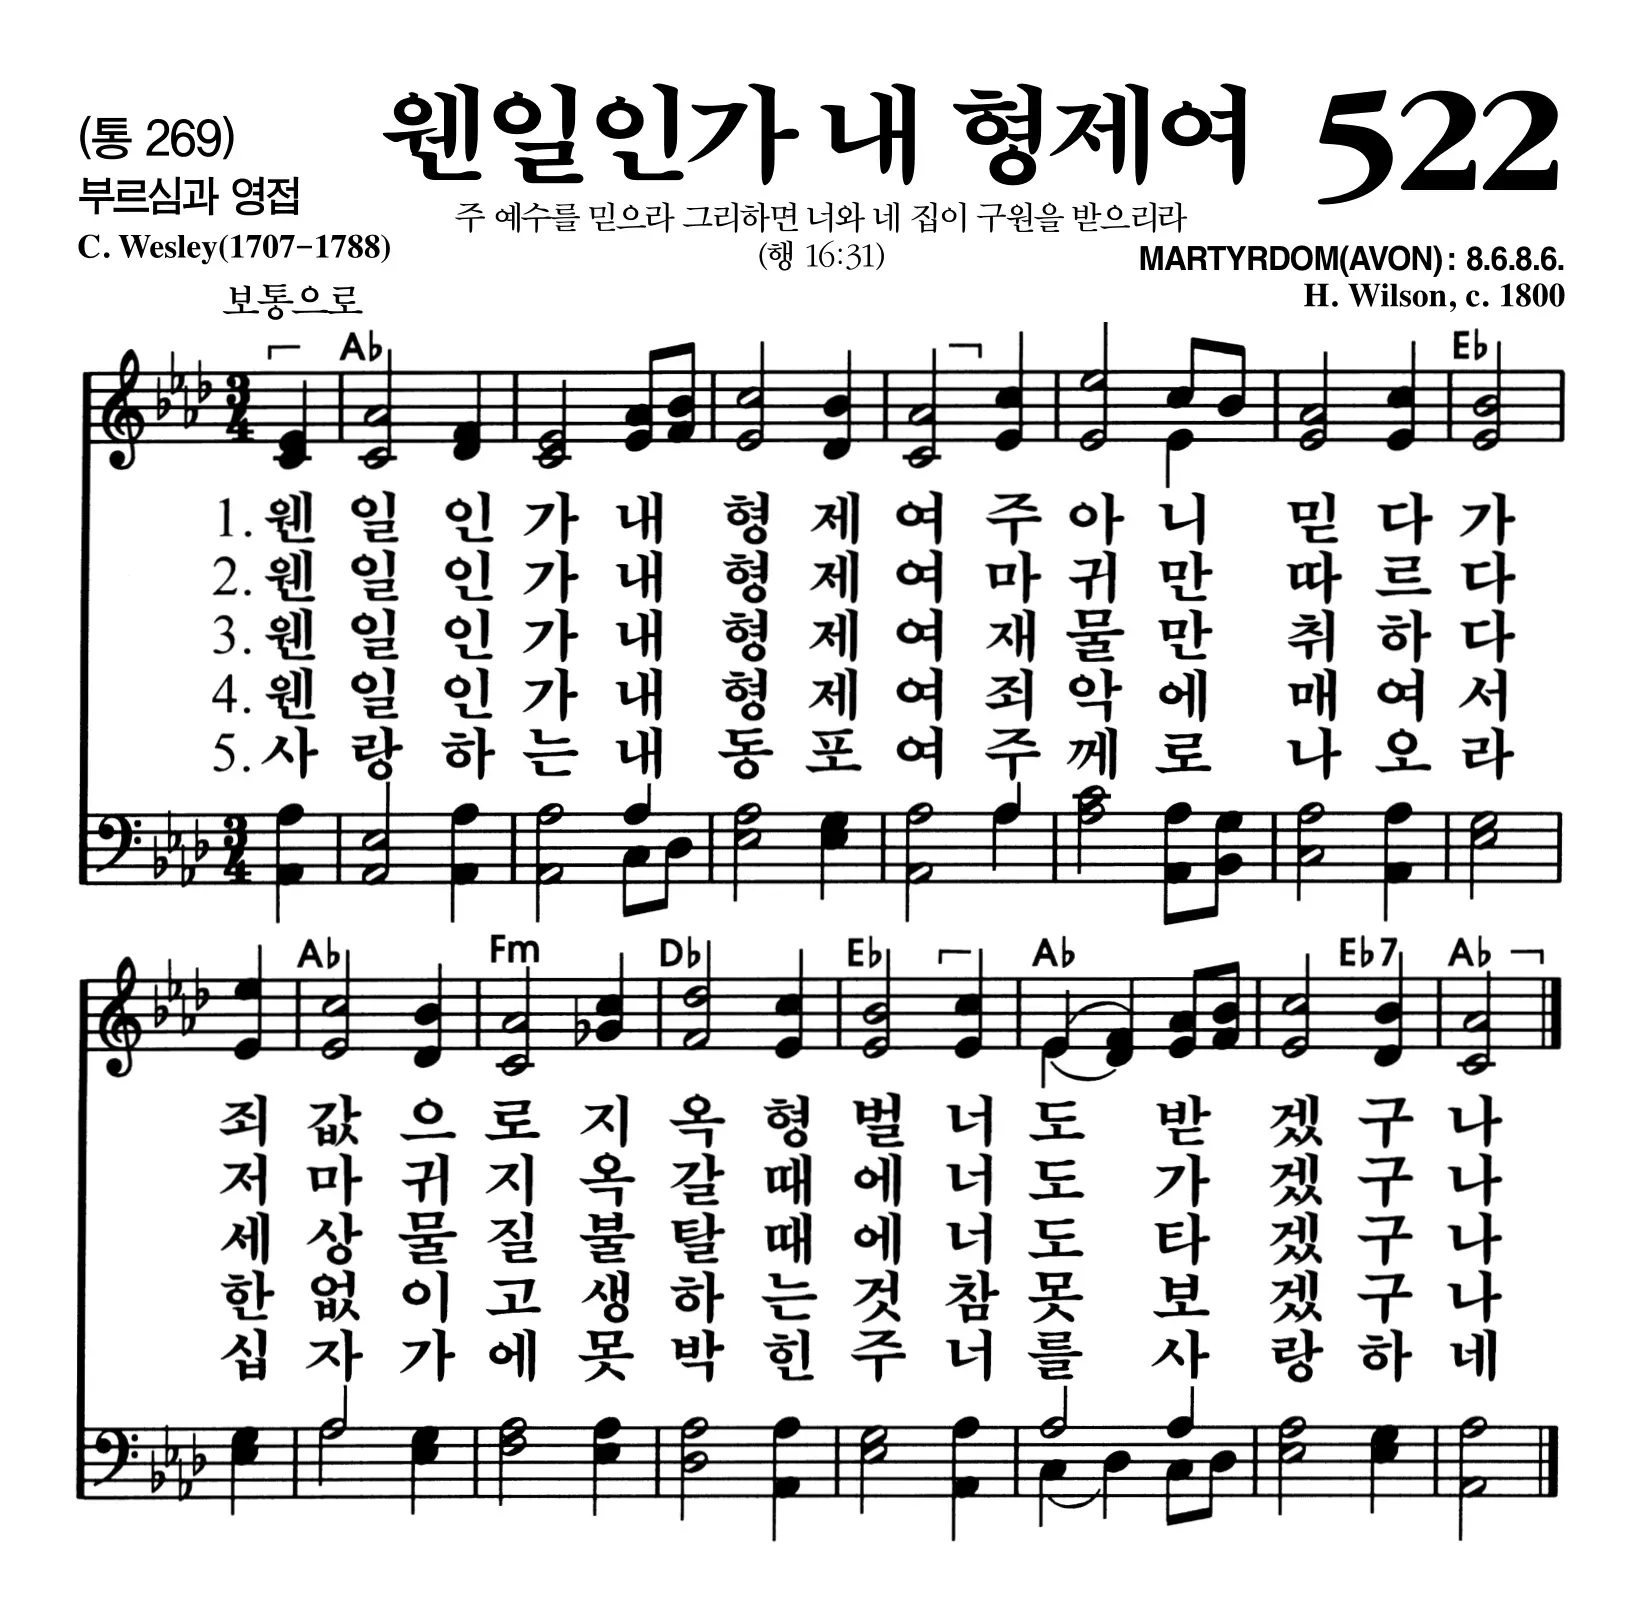 (통 269)
웬일인가 내 형제여 522
부르심과 영접
주 예수를 믿으라 그리하면 너와 네 집이 구원을 받으리라
C. Wesley(1707-1788)
(행 16:31)
MARTYRDOM(AVON): 8.6.8.6.
H. Wilson, c. 1800
보통으로
A♭ E♭
3 4
1. 웬 일 인 가 내 형 제 여 주 아 니 믿 다 가
2. 웬 일 인 가 내 형 제 여 마 귀 만 따 르 다
3. 웬 일 인 가 내 형 제 여 재 물 만 취 하 다
4. 웬 일 인 가 내 형 제 여 죄 악 에 매 여 서
5. 사 랑 하 는 내 동 포 여 주 께 로 나 오 라
3 4
A♭ Fm D♭ E♭ A♭ E♭7 A♭
죄 값 으 로 지 옥 형 벌 너 도 받 겠 구 나
저 마 귀 지 옥 갈 때 에 너 도 가 겠 구 나
세 상 물 질 불 탈 때 에 너 도 타 겠 구 나
한 없 이 고 생 하 는 것 참 못 보 겠 구 나
십 자 가 에 못 박 힌 주 너 를 사 랑 하 네